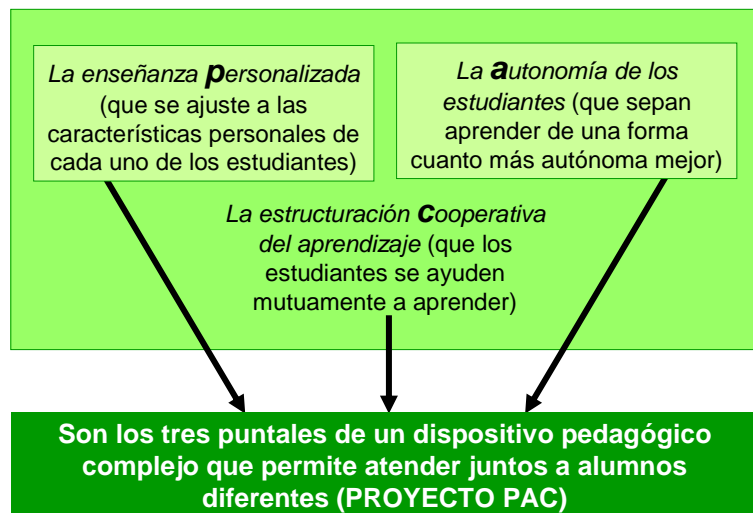 La enseñanza personalizada
(que se ajuste a las
características personales de
cada uno de los estudiantes)
La autonomía de los
estudiantes (que sepan
aprender de una forma
cuanto más autónoma mejor)
La estructuración cooperativa
del aprendizaje (que los
estudiantes se ayuden
mutuamente a aprender)
Son los tres puntales de un dispositivo pedagógico
complejo que permite atender juntos a alumnos
diferentes (PROYECTO PAC)